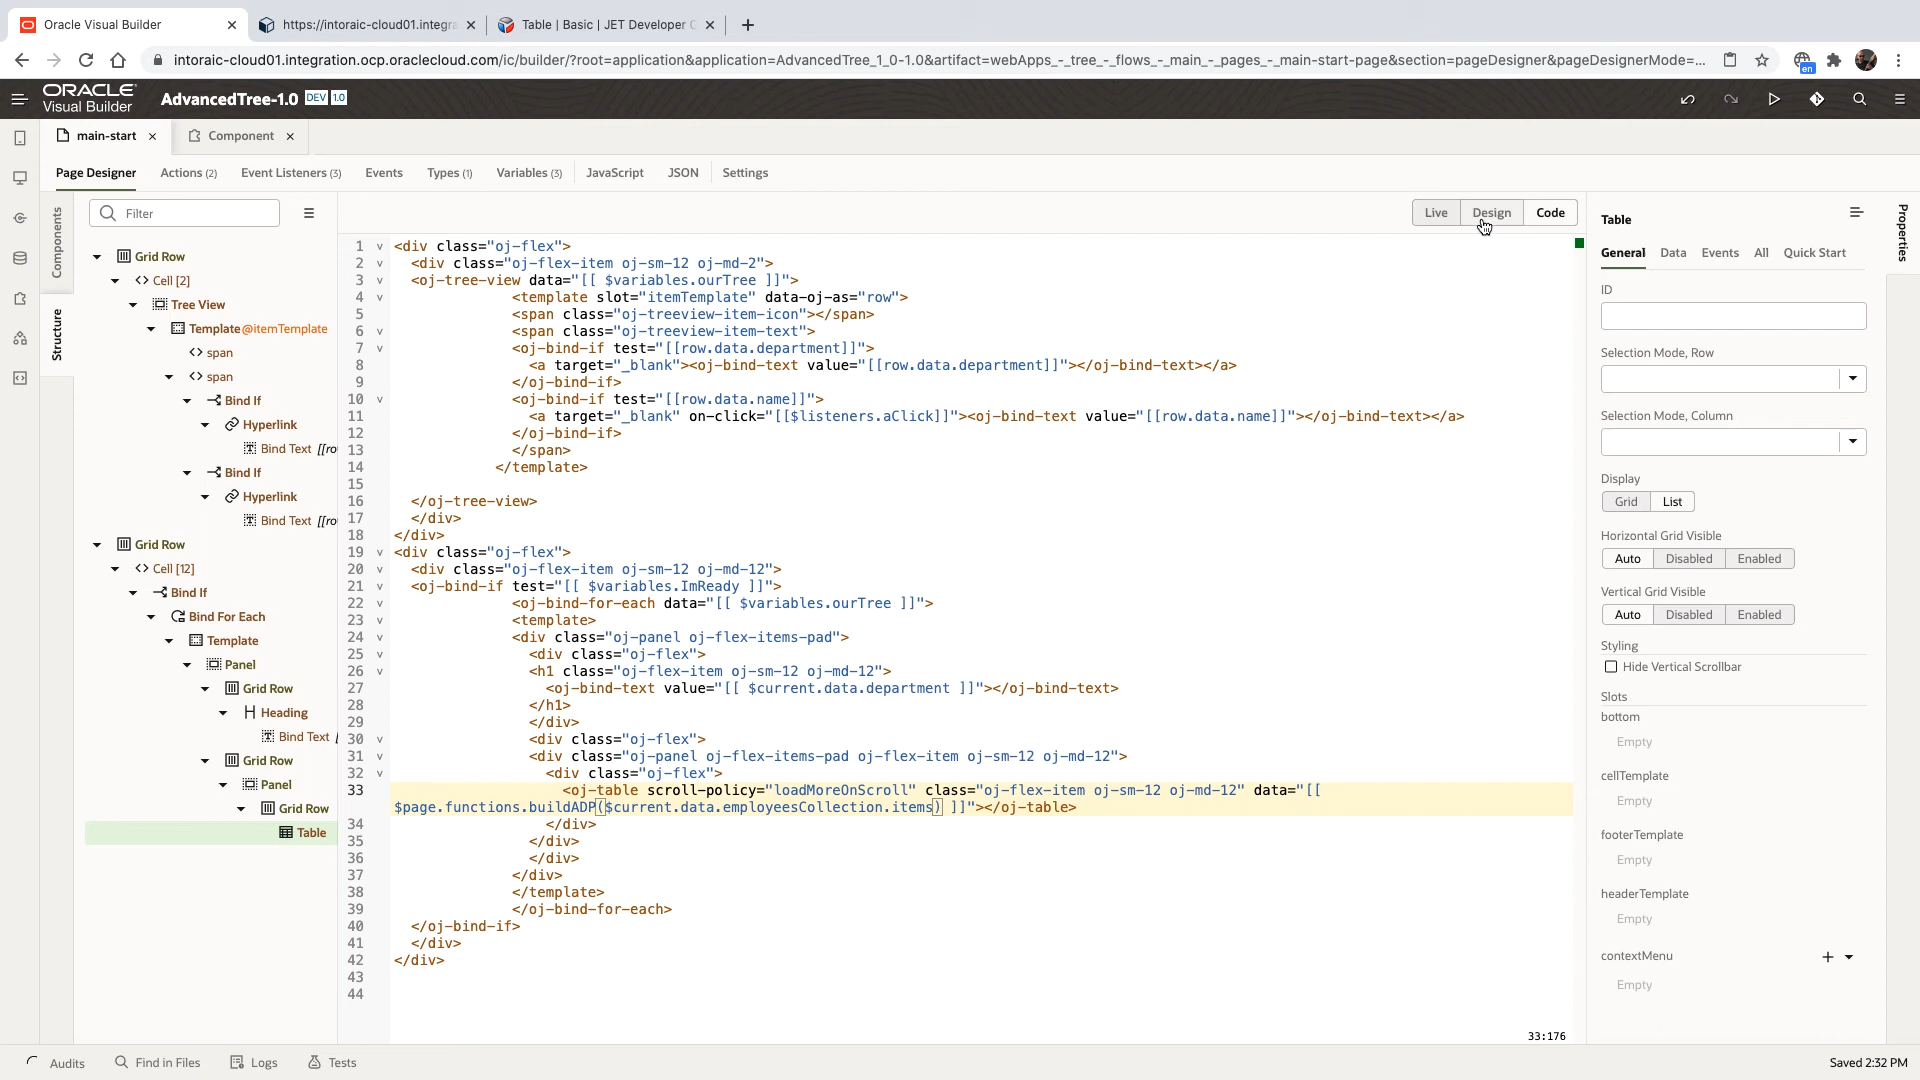 Oracle Visual Builder
https://intoraic-cloud01.integra
Table | Basic | JET Developer C
intoraic-cloud01.integration.ocp.oraclecloud.com/ic/builder/?root=application&application=AdvancedTree_1_0-1.0&artifact=webApps_-_tree_-_flows_-_main_-_pages_-_main-start-page&section=pageDesigner&pageDesignerMode=...
en
ORACLE
Visual Builder
AdvancedTree-1.0 DEV 1.0
main-start
Component
Page Designer
Actions (2)
Event Listeners (3)
Events
Types (1)
Variables (3)
JavaScript
JSON
Settings
Components
Structure
Filter
Grid Row
Cell [2]
Tree View
Template@itemTemplate
span
span
Bind If
Hyperlink
Bind Text [[ro
Bind If
Hyperlink
Bind Text [[ro
Grid Row
Cell [12]
Bind If
Bind For Each
Template
Panel
Grid Row
Heading
Bind Text [
Grid Row
Panel
Grid Row
Table
Live
Design
Code
1 <div class="oj-flex">
2 <div class="oj-flex-item oj-sm-12 oj-md-2">
3 <oj-tree-view data="[[ $variables.ourTree ]]">
4 <template slot="itemTemplate" data-oj-as="row">
5 <span class="oj-treeview-item-icon"></span>
6 <span class="oj-treeview-item-text">
7 <oj-bind-if test="[[row.data.department]]">
8 <a target="_blank"><oj-bind-text value="[[row.data.department]]"></oj-bind-text></a>
9 </oj-bind-if>
10 <oj-bind-if test="[[row.data.name]]">
11 <a target="_blank" on-click="[[$listeners.aClick]]"><oj-bind-text value="[[row.data.name]]"></oj-bind-text></a>
12 </oj-bind-if>
13 </span>
14 </template>
15
16 </oj-tree-view>
17 </div>
18 </div>
19 <div class="oj-flex">
20 <div class="oj-flex-item oj-sm-12 oj-md-12">
21 <oj-bind-if test="[[ $variables.ImReady ]]">
22 <oj-bind-for-each data="[[ $variables.ourTree ]]">
23 <template>
24 <div class="oj-panel oj-flex-items-pad">
25 <div class="oj-flex">
26 <h1 class="oj-flex-item oj-sm-12 oj-md-12">
27 <oj-bind-text value="[[ $current.data.department ]]"></oj-bind-text>
28 </h1>
29 </div>
30 <div class="oj-flex">
31 <div class="oj-panel oj-flex-items-pad oj-flex-item oj-sm-12 oj-md-12">
32 <div class="oj-flex">
33 <oj-table scroll-policy="loadMoreOnScroll" class="oj-flex-item oj-sm-12 oj-md-12" data="[[
$page.functions.buildADP($current.data.employeesCollection.items) ]]"></oj-table>
34 </div>
35 </div>
36 </div>
37 </div>
38 </template>
39 </oj-bind-for-each>
40 </oj-bind-if>
41 </div>
42 </div>
43
44
33:176
Table
Properties
General
Data
Events
All
Quick Start
ID
Selection Mode, Row
Selection Mode, Column
Display
Grid
List
Horizontal Grid Visible
Auto
Disabled
Enabled
Vertical Grid Visible
Auto
Disabled
Enabled
Styling
Hide Vertical Scrollbar
Slots
bottom
Empty
cellTemplate
Empty
footerTemplate
Empty
headerTemplate
Empty
contextMenu
Empty
Audits
Find in Files
Logs
Tests
Saved 2:32 PM